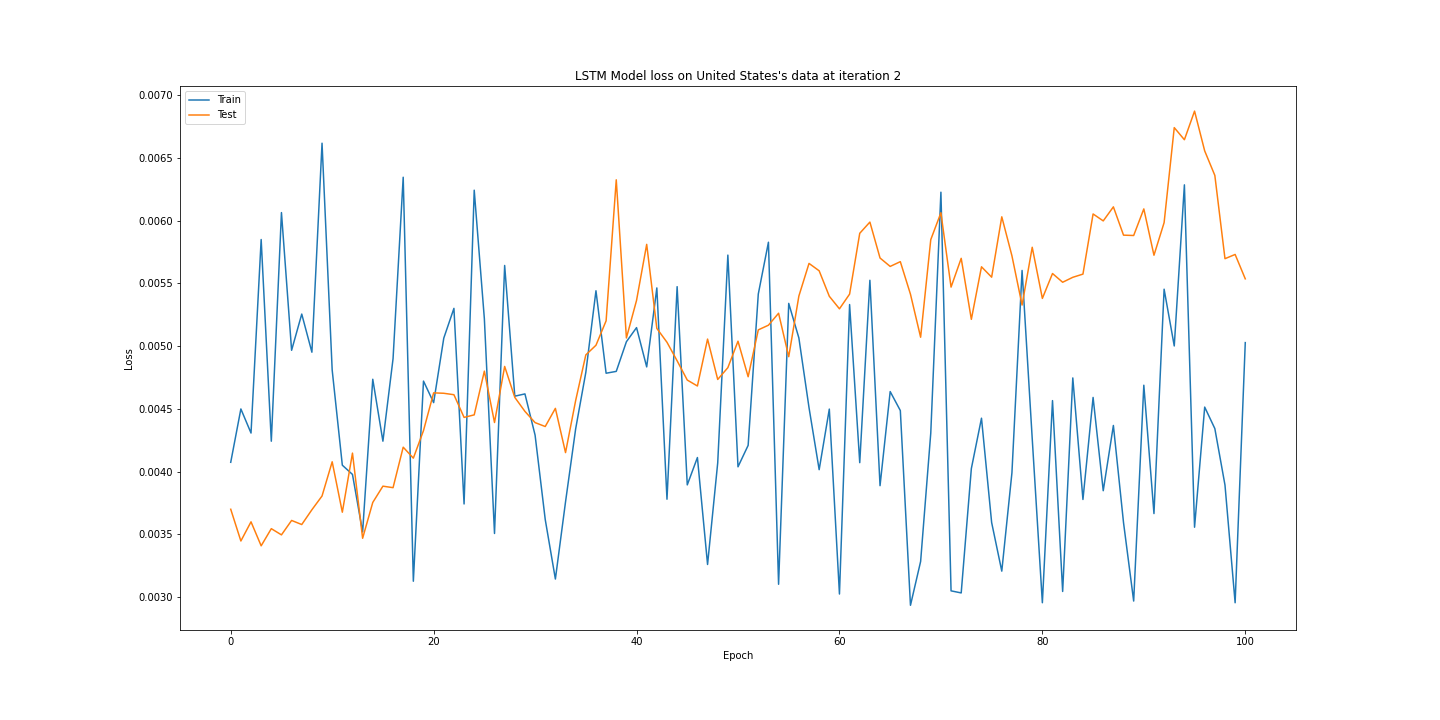 LSTM Model loss on United States's data at iteration 2
Train
Test
0.0070
0.0065
0.0060
0.0055
0.0050
0.0045
0.0040
0.0035
0.0030
Loss
0 20 40 60 80 100
Epoch